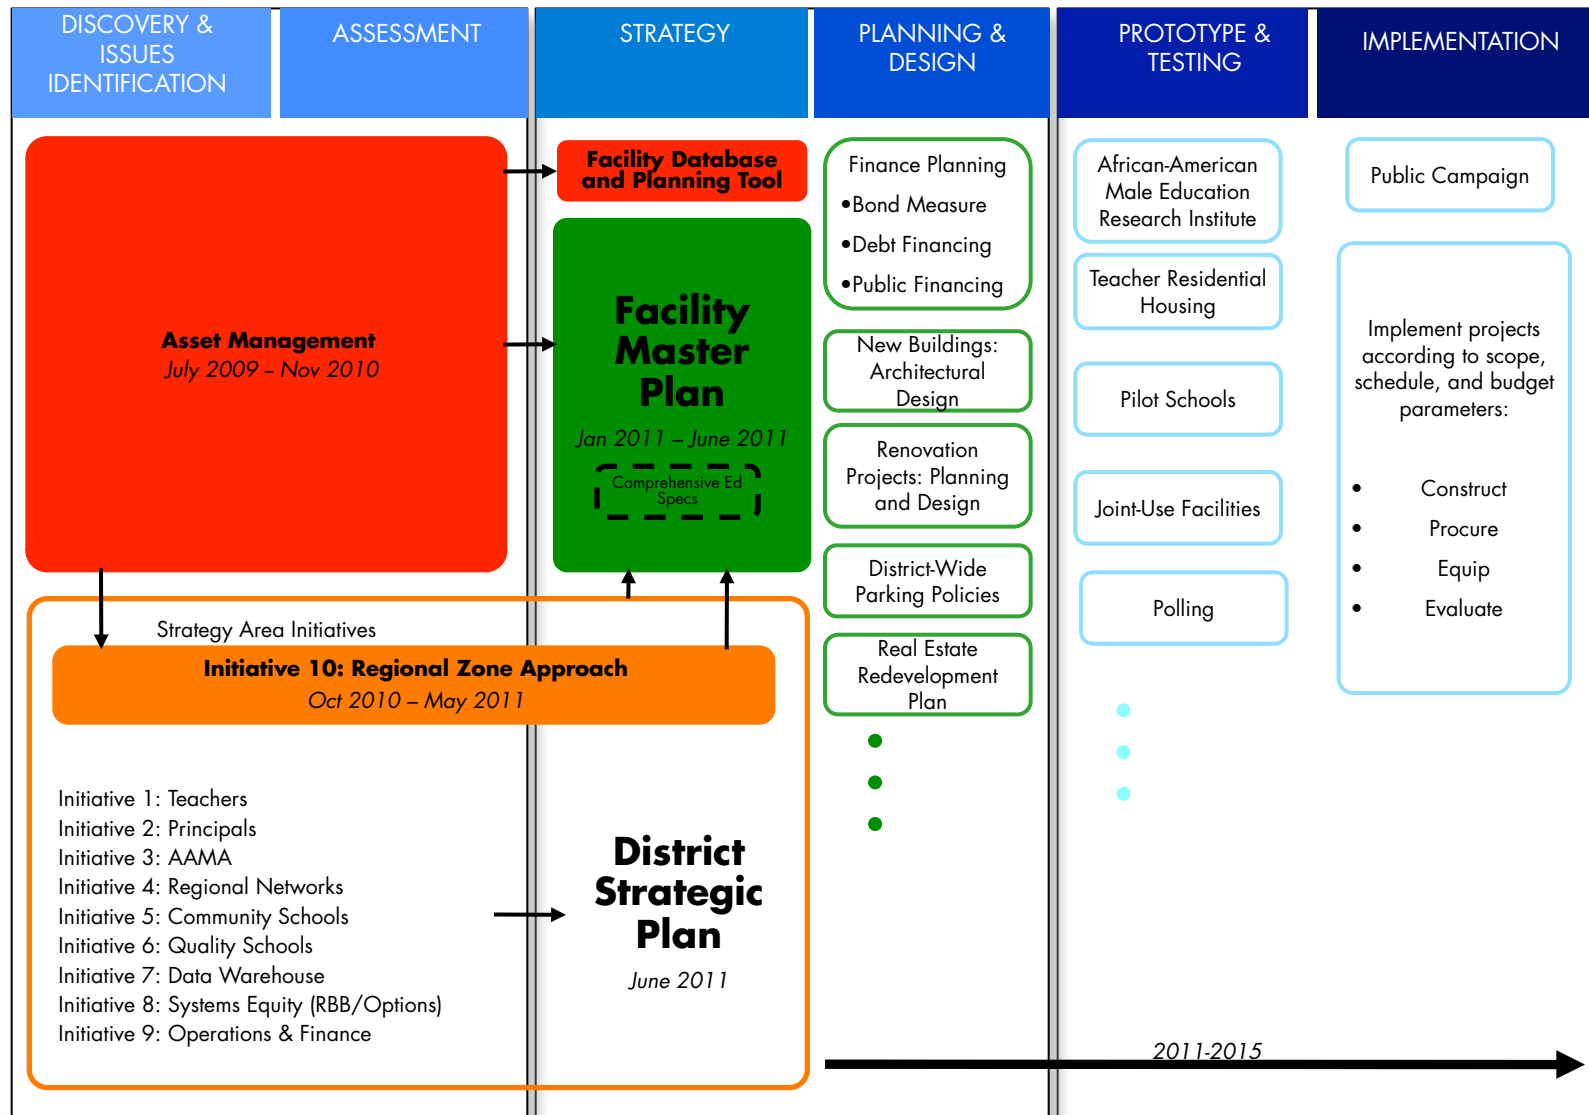 DISCOVERY &
ISSUES
IDENTIFICATION
ASSESSMENT
STRATEGY
PLANNING &
DESIGN
PROTOTYPE &
TESTING
IMPLEMENTATION
Asset Management
July 2009 – Nov 2010
Facility Database
and Planning Tool
Facility
Master
Plan
Jan 2011 – June 2011
Comprehensive Ed
Specs
Strategy Area Initiatives
Initiative 10: Regional Zone Approach
Oct 2010 – May 2011
Initiative 1: Teachers
Initiative 2: Principals
Initiative 3: AAMA
Initiative 4: Regional Networks
Initiative 5: Community Schools
Initiative 6: Quality Schools
Initiative 7: Data Warehouse
Initiative 8: Systems Equity (RBB/Options)
Initiative 9: Operations & Finance
District
Strategic
Plan
June 2011
Finance Planning
•Bond Measure
•Debt Financing
•Public Financing
New Buildings:
Architectural
Design
Renovation
Projects: Planning
and Design
District-Wide
Parking Policies
Real Estate
Redevelopment
Plan
African-American
Male Education
Research Institute
Teacher Residential
Housing
Pilot Schools
Joint-Use Facilities
Polling
Public Campaign
Implement projects
according to scope,
schedule, and budget
parameters:
• Construct
• Procure
• Equip
• Evaluate
2011-2015